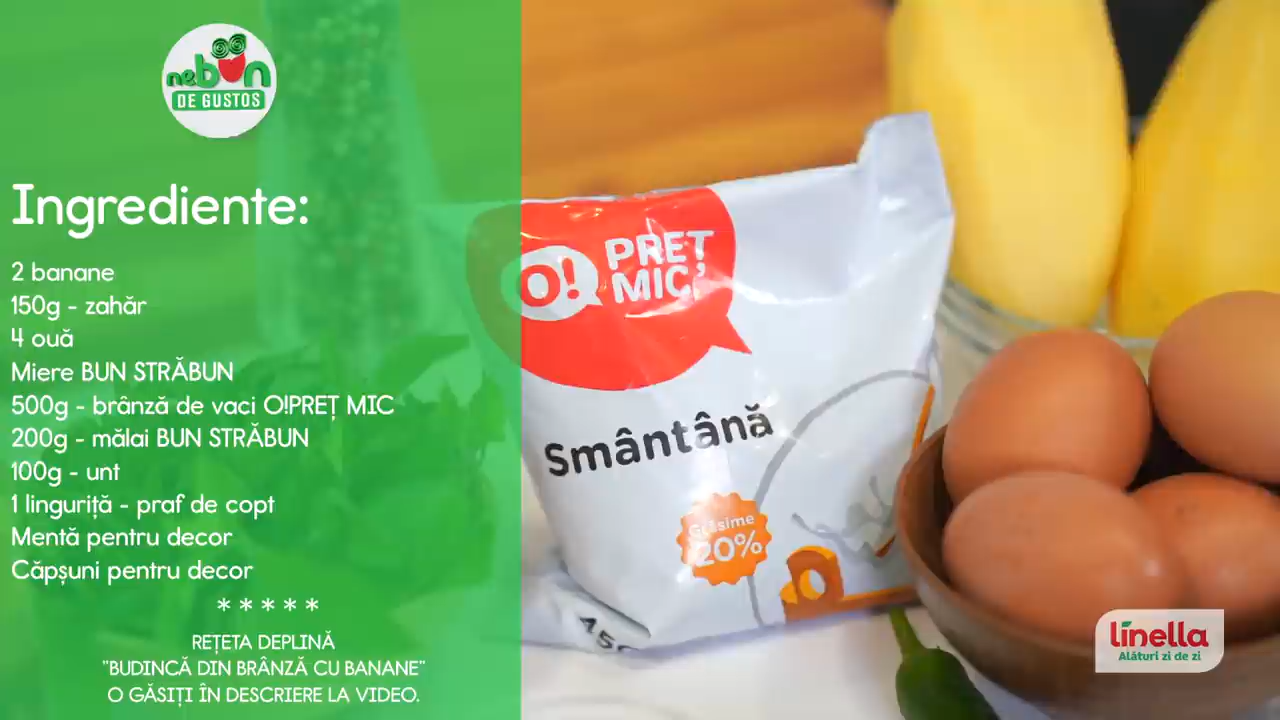 nebun
DE GUSTOS
Ingrediente:
2 banane
150g - zahăr
4 ouă
Miere BUN STRĂBUN
500g - brânză de vaci O!PREȚ MIC
200g - mălai BUN STRĂBUN
100g - unt
1 linguriță - praf de copt
Mentă pentru decor
Căpșuni pentru decor
* * * * *
REȚETA DEPLINĂ
"BUDINCĂ DIN BRÂNZĂ CU BANANE"
O GĂSIȚI ÎN DESCRIERE LA VIDEO.
O! PREȚ
MIC
Smântână
Grăsime
20%
linella
Alături zi de zi